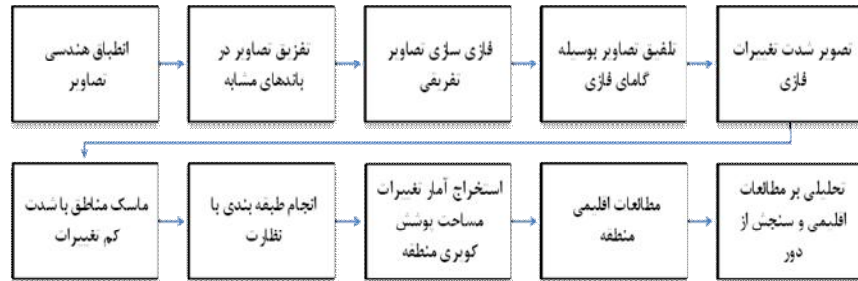 انطباق هندسی
تصاویر
تفریق تصاویر در
باندهای مشابه
فازی سازی تصاویر
تفریقی
تلفیق تصاویر بوسیله
گامای فازی
تصویر شدت تغییرات
فازی
ماسک مناطق با شدت
کم تغییرات
انجام طبقه بندی با
نظارت
استخراج آمار تغییرات
مساحت پوشش
کویری منطقه
مطالعات اقلیمی
منطقه
تحلیلی بر مطالعات
اقلیمی و سنجش از
دور